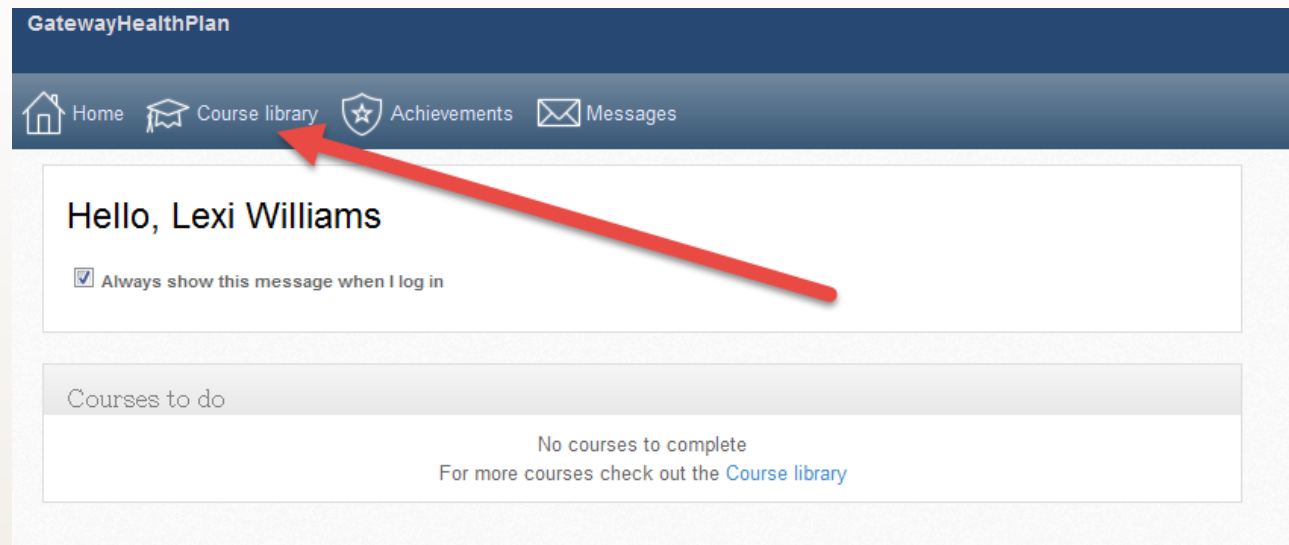 GatewayHealthPlan
Home Course library Achievements Messages
Hello, Lexi Williams
Always show this message when I log in
Courses to do
No courses to complete
For more courses check out the Course library